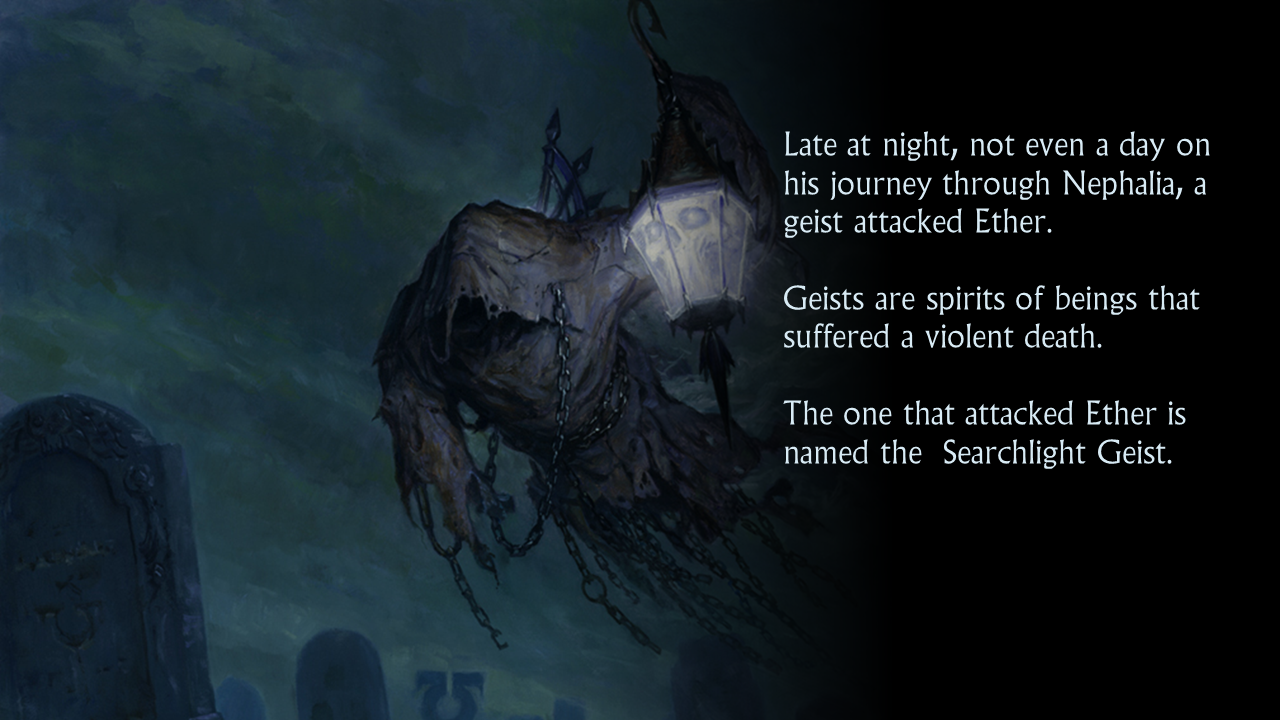 Late at night, not even a day on
his journey through Nephalia, a
geist attacked Ether.
Geists are spirits of beings that
suffered a violent death.
The one that attacked Ether is
named the  Searchlight Geist.